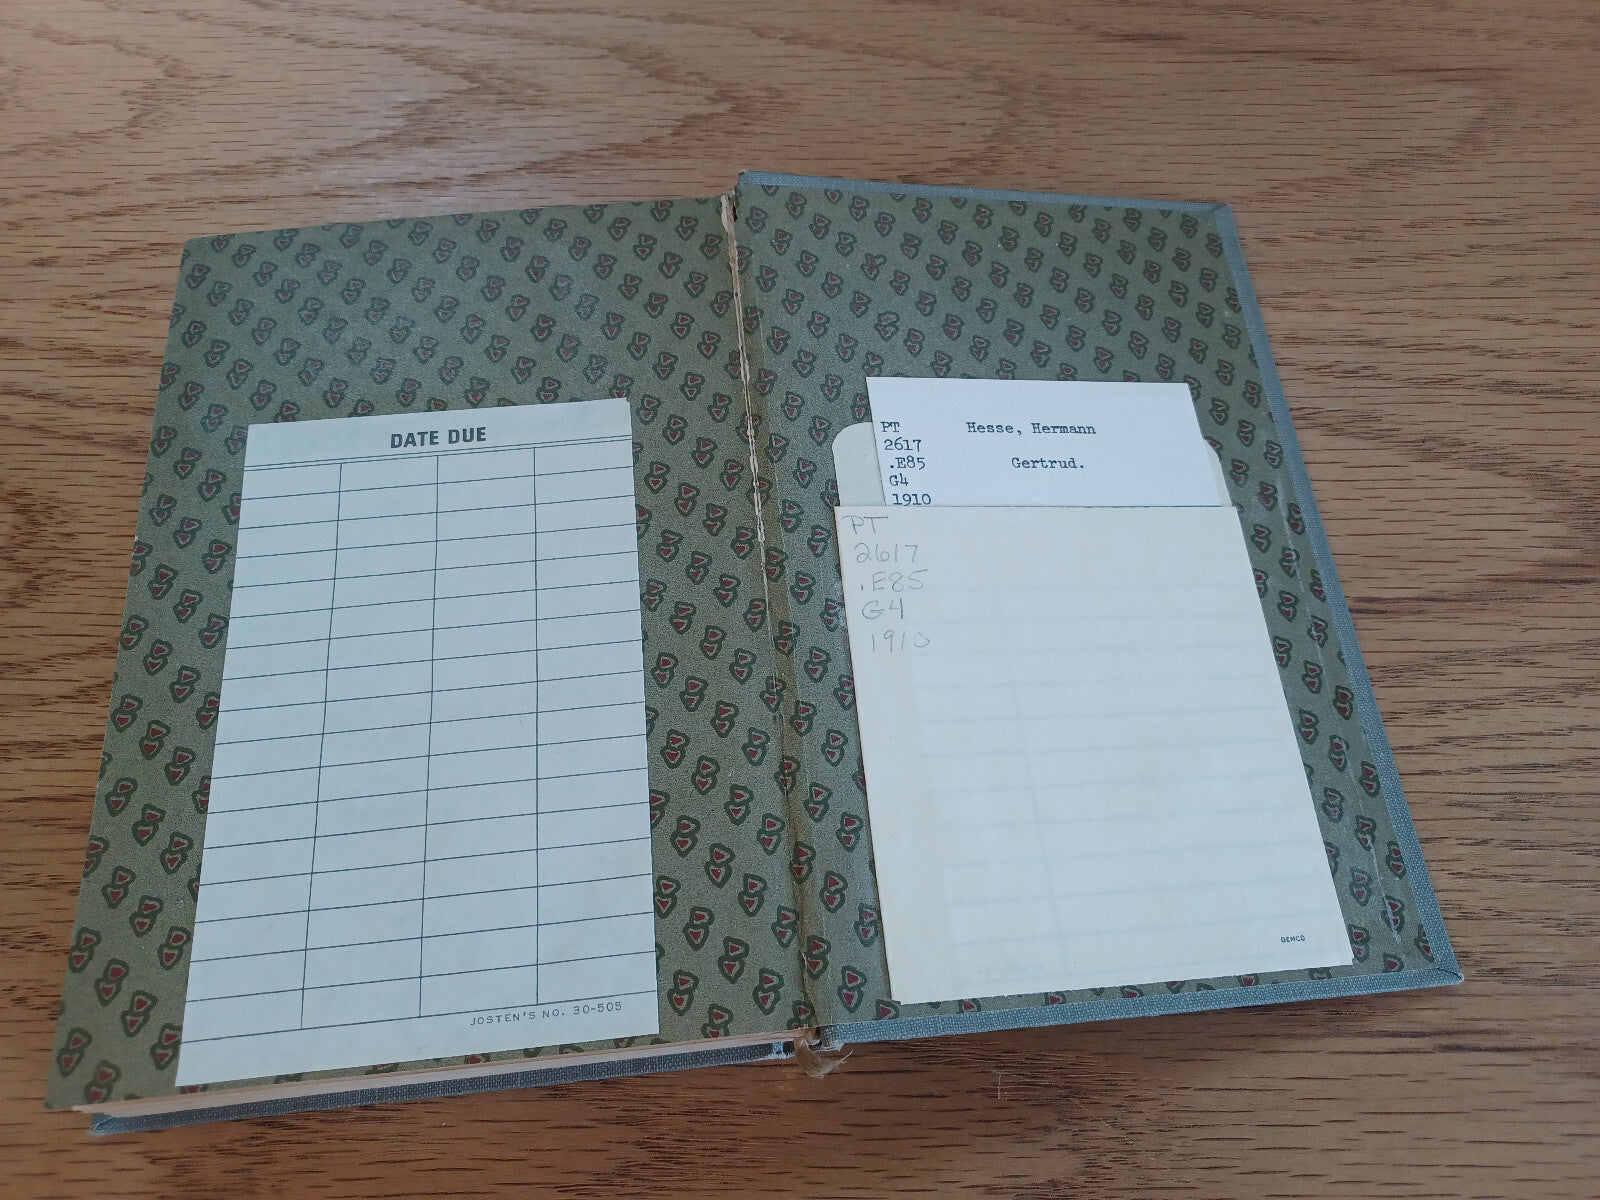 DATE DUE
JOSTEN'S NO. 30-505
PT Hesse, Hermann
2617
.E85 Gertrud.
G4
1910
PT
2617
.E85
G4
1910
DEMCO